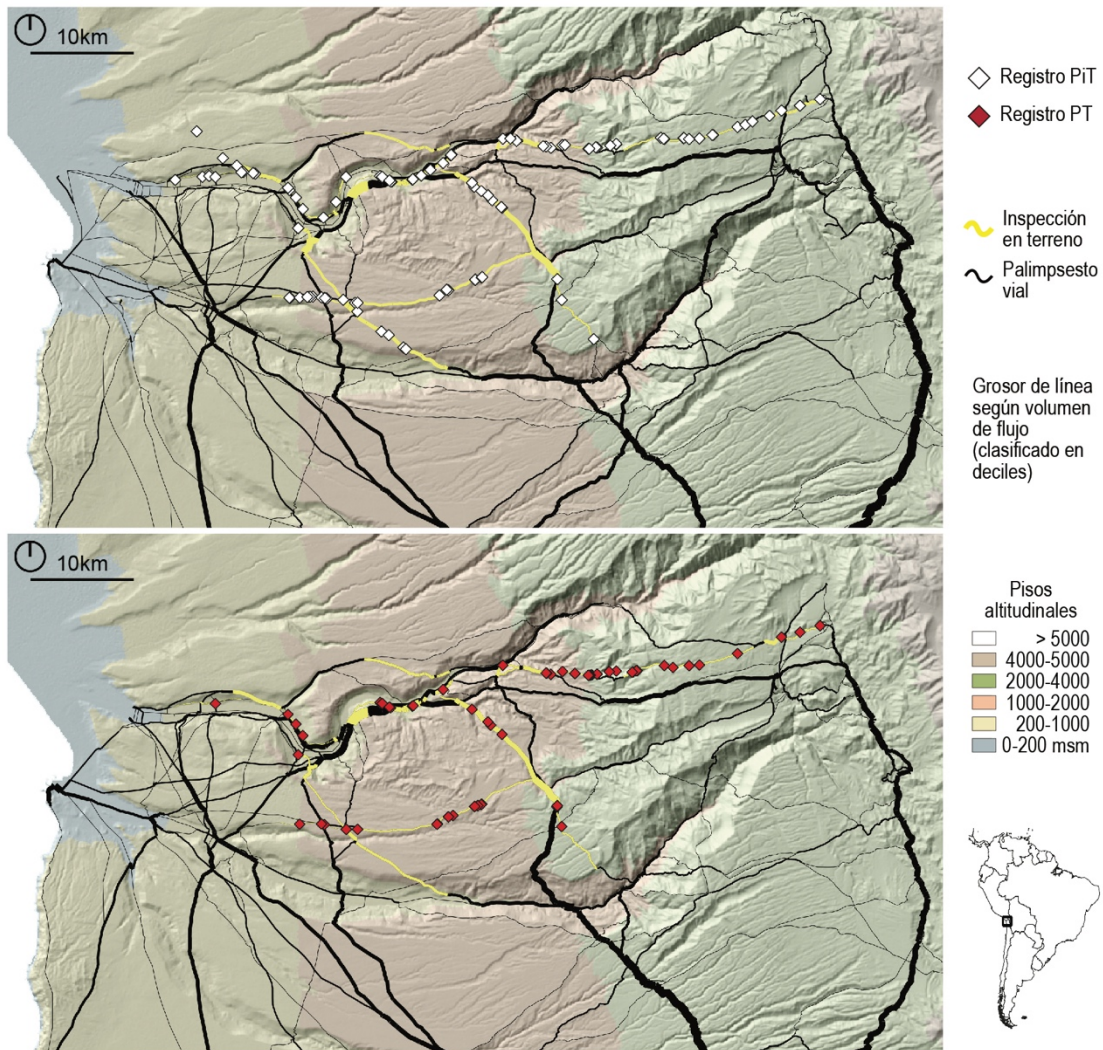 10km
Registro PiT
Registro PT
Inspección
en terreno
Palimpsesto
vial
Grosor de línea
según volumen
de flujo
(clasificado en
deciles)
10km
Pisos
altitudinales
> 5000
4000-5000
2000-4000
1000-2000
200-1000
0-200 msm